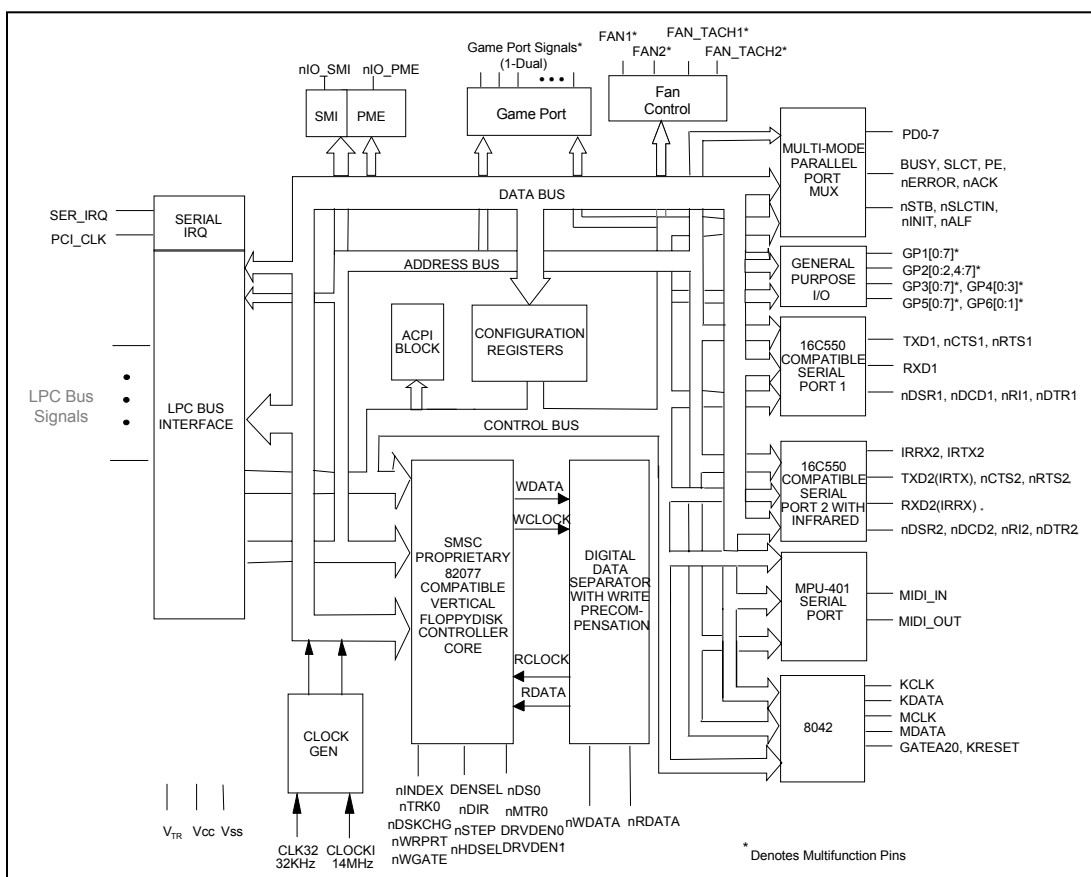 FAN_TACH1*
FAN1*
FAN2*
FAN_TACH2*
Game Port Signals*
(1-Dual)
nIO_SMI
nIO_PME
SMI
PME
Game Port
Fan
Control
MULTI-MODE
PARALLEL
PORT
MUX
PD0-7
BUSY, SLCT, PE,
nERROR, nACK
nSTB, nSLCTIN,
nINIT, nALF
DATA BUS
SER_IRQ
PCI_CLK
SERIAL
IRQ
ADDRESS BUS
GENERAL
PURPOSE
I/O
GP1[0:7]*
GP2[0:2,4:7]*
GP3[0:7]*, GP4[0:3]*
GP5[0:7]*, GP6[0:1]*
ACPI
BLOCK
CONFIGURATION
REGISTERS
16C550
COMPATIBLE
SERIAL
PORT 1
TXD1, nCTS1, nRTS1
RXD1
nDSR1, nDCD1, nRI1, nDTR1
LPC Bus
Signals
LPC BUS
INTERFACE
CONTROL BUS
16C550
COMPATIBLE
SERIAL
PORT 2 WITH
INFRARED
IRRX2, IRTX2
TXD2(IRTX), nCTS2, nRTS2.
RXD2(IRRX) .
nDSR2, nDCD2, nRI2, nDTR2.
WDATA
WCLOCK
SMSC
PROPRIETARY
82077
COMPATIBLE
VERTICAL
FLOPPYDISK
CONTROLLER
CORE
DIGITAL
DATA
SEPARATOR
WITH WRITE
PRECOM-
PENSATION
RCLOCK
RDATA
MPU-401
SERIAL
PORT
MIDI_IN
MIDI_OUT
CLOCK
GEN
8042
KCLK
KDATA
MCLK
MDATA
GATEA20, KRESET
VTR
Vcc
Vss
CLK32
32KHz
CLOCKI
14MHz
nINDEX
nTRK0
nDSKCHG
nWRPRT
nWGATE
DENSEL
nDIR
nSTEP
nHDSEL
nDS0
nMTR0
DRVDEN0
DRVDEN1
nWDATA
nRDATA
* Denotes Multifunction Pins